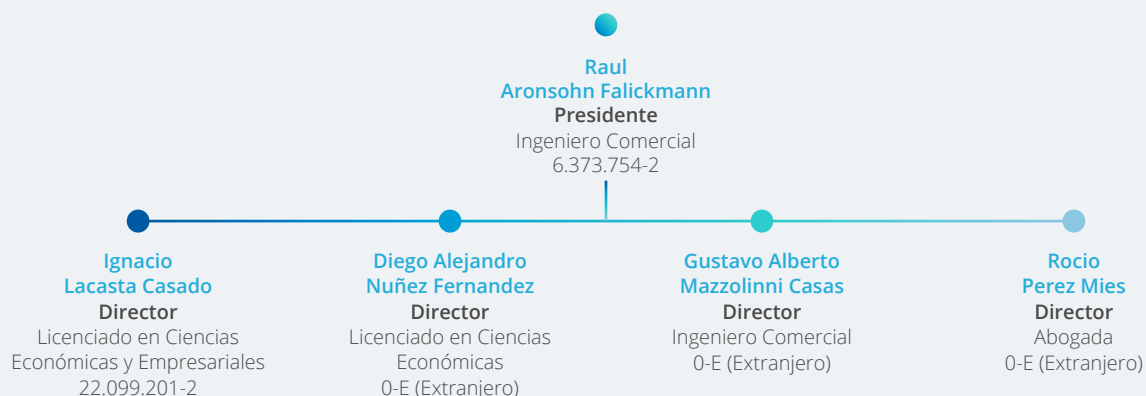 Raul
Aronsohn Falickmann
Presidente
Ingeniero Comercial
6.373.754-2
Ignacio
Lacasta Casado
Director
Licenciado en Ciencias
Económicas y Empresariales
22.099.201-2
Diego Alejandro
Nuñez Fernandez
Director
Licenciado en Ciencias
Económicas
0-E (Extranjero)
Gustavo Alberto
Mazzolinni Casas
Director
Ingeniero Comercial
0-E (Extranjero)
Rocio
Perez Mies
Director
Abogada
0-E (Extranjero)